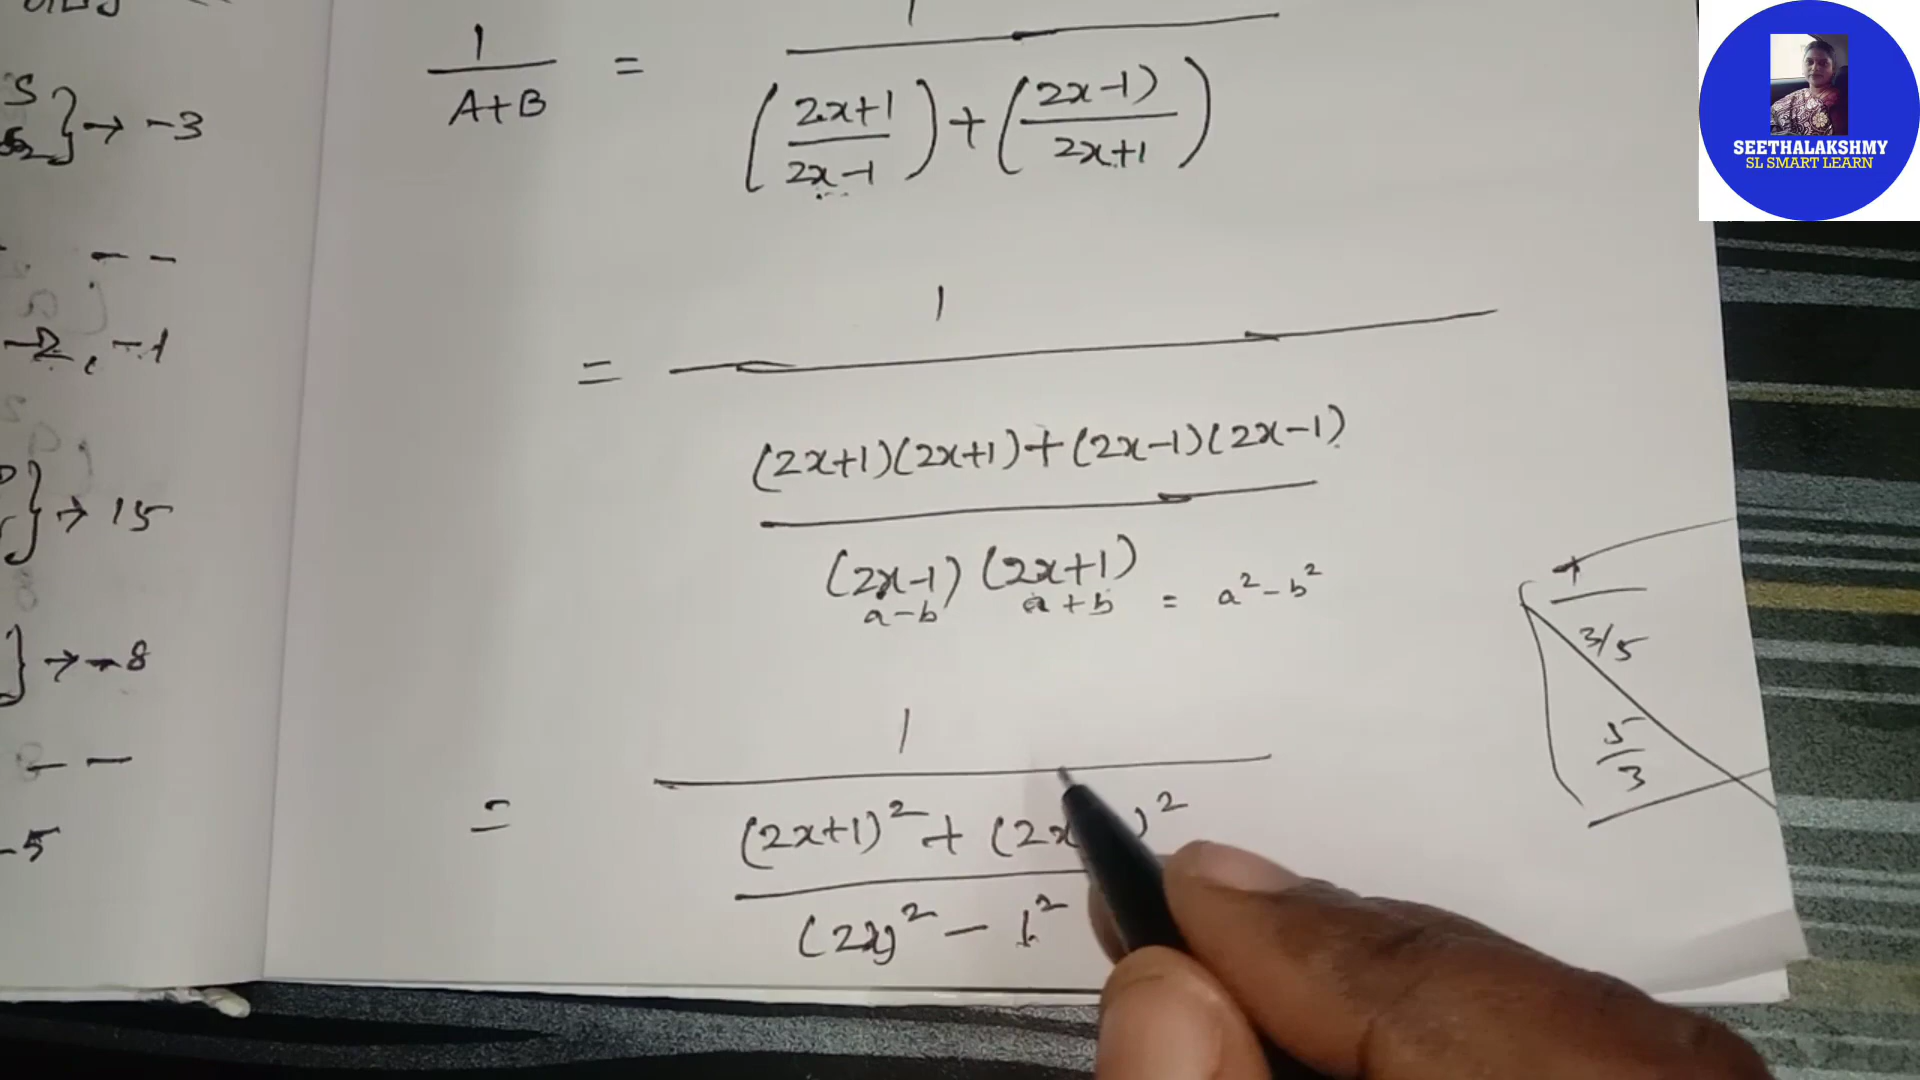 S
} → -3
- -
-2, -1
} → 15
} → -8
- -
-5
1/(A+B) = 1/((2x+1)/(2x-1)) + ((2x-1)/(2x+1))
= 1
(2x+1)(2x+1)+(2x-1)(2x-1)
(2x-1) (2x+1)
a-b a+b = a²-b²
= 1
(2x+1)² + (2x )²
(2x)² - 1²
3/5
5/3
SEETHALAKSHMY
SL SMART LEARN